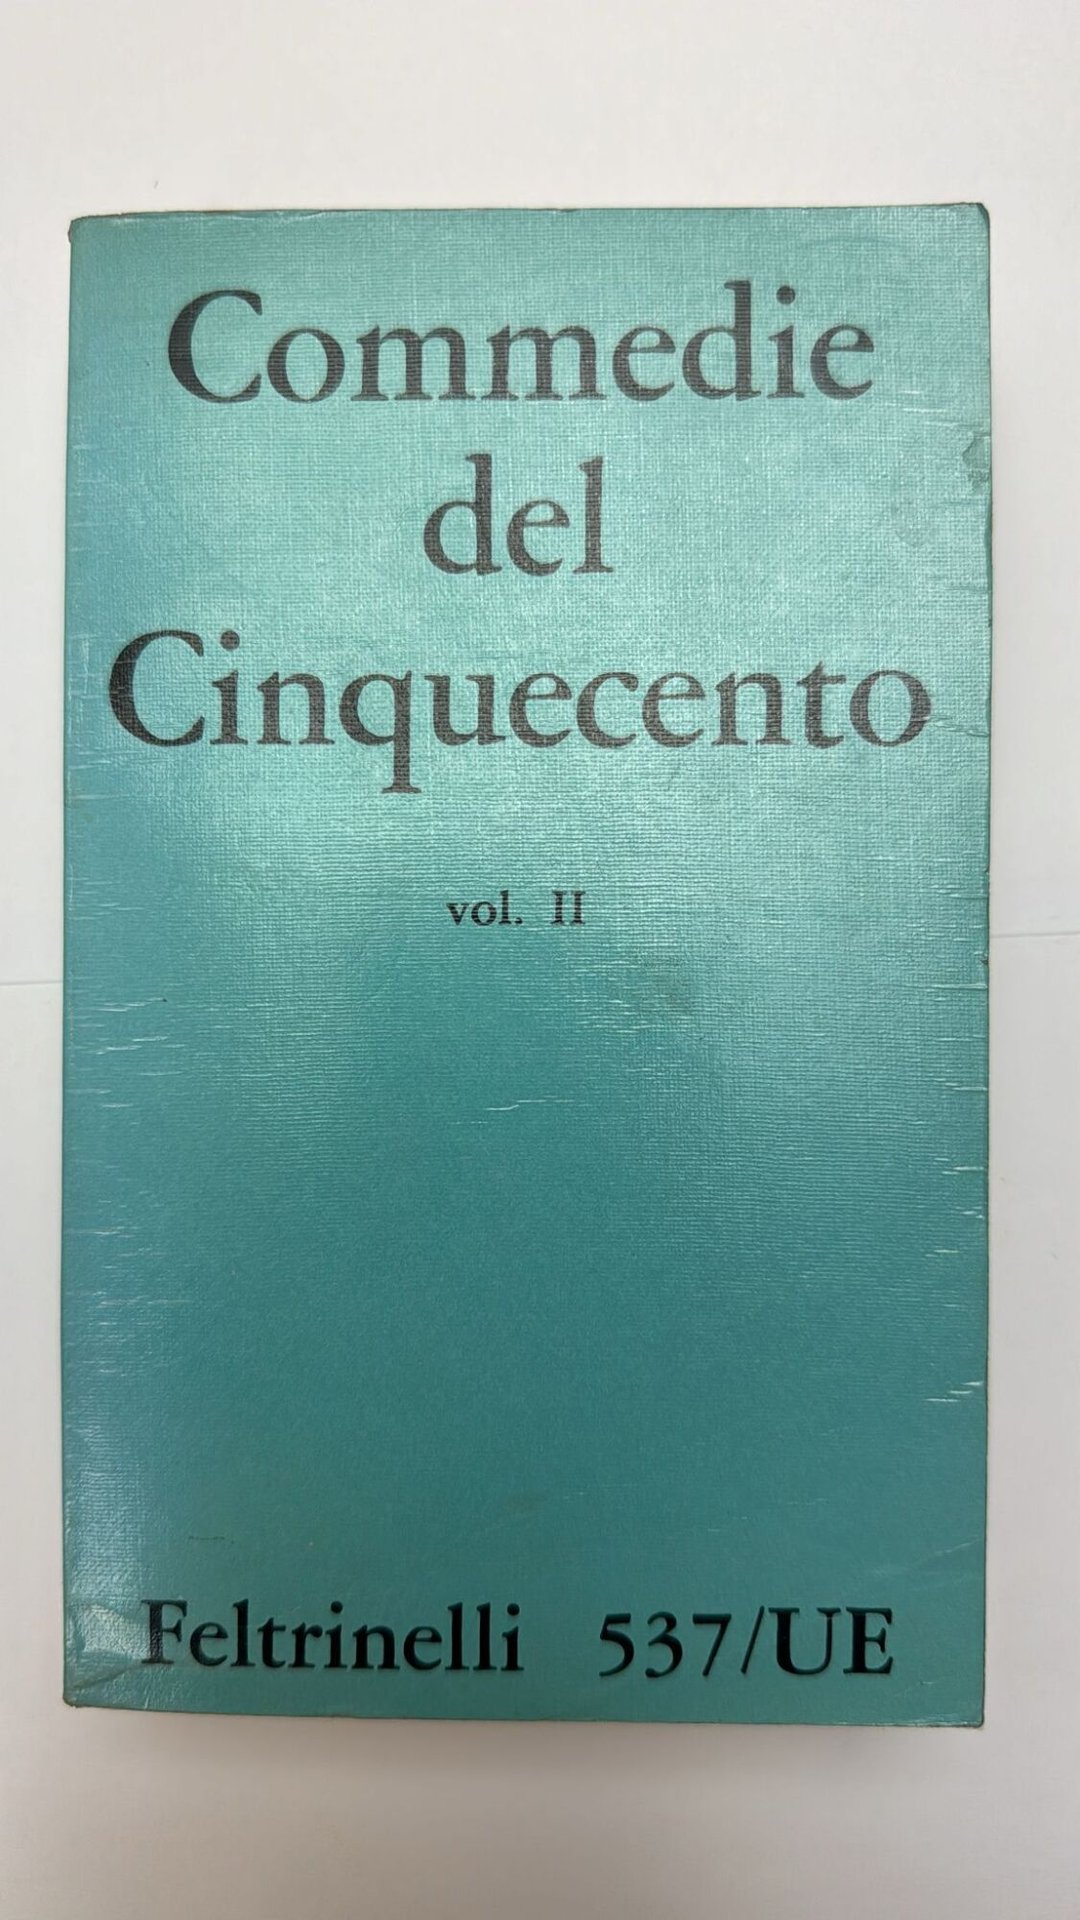 Commedie
del
Cinquecento
vol. II
Feltrinelli 537/UE